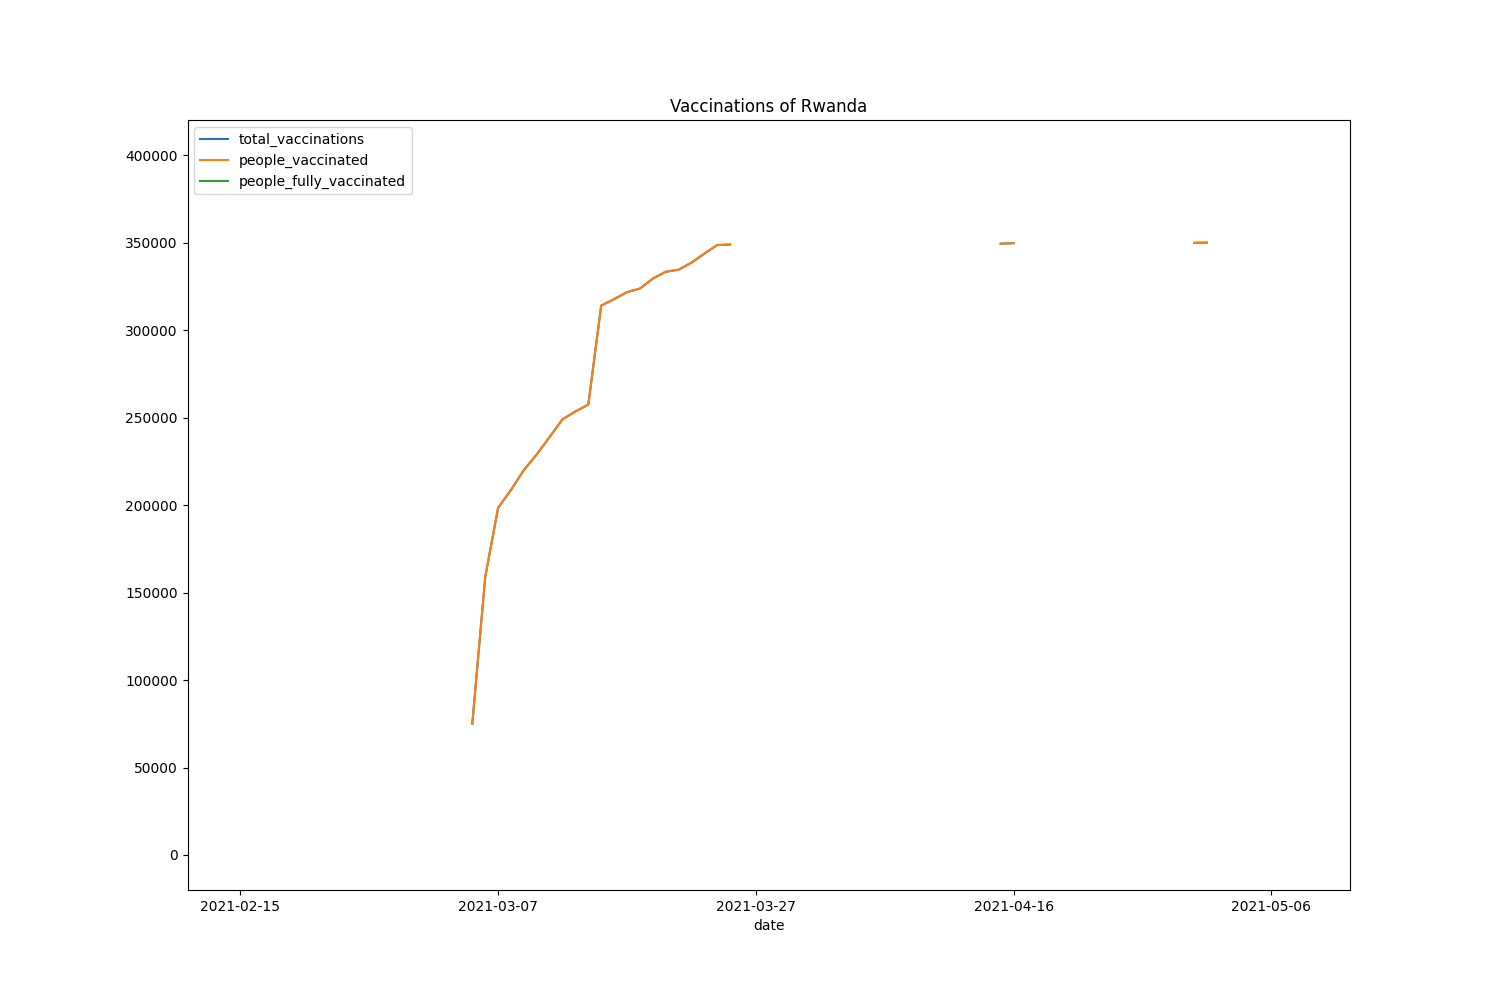 Vaccinations of Rwanda
total_vaccinations
people_vaccinated
people_fully_vaccinated
400000
350000
300000
250000
200000
150000
100000
50000
0
2021-02-15 2021-03-07 2021-03-27 2021-04-16 2021-05-06
date